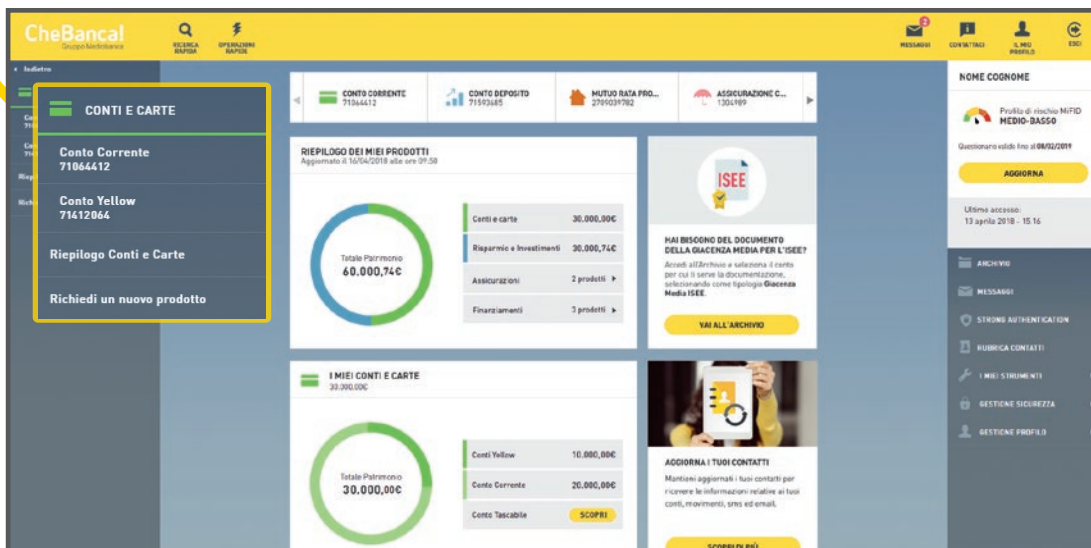 CheBanca!
Gruppo Mediobanca
RICERCA
RAPIDA
OPERAZIONI
RAPIDE
2
MESSAGGI
CONTATTACI
IL MIO
PROFILO
ESCI
Indietro
CONTI E CARTE
Conto Corrente
71064412
Conto Yellow
71412064
Riepilogo Conti e Carte
Richiedi un nuovo prodotto
CONTO CORRENTE
71064412
CONTO DEPOSITO
71593685
MUTUO RATA PRO...
2709039782
ASSICURAZIONE C...
1304989
RIEPILOGO DEI MIEI PRODOTTI
Aggiornato il 16/04/2018 alle ore 09:50
Totale Patrimonio
60.000,74€
Conti e carte 30.000,00€
Risparmio e Investimenti 30.000,74€
Assicurazioni 2 prodotti
Finanziamenti 3 prodotti
ISEE
HAI BISOGNO DEL DOCUMENTO
DELLA GIACENZA MEDIA PER L'ISEE?
Accedi all'Archivio e seleziona il conto
per cui ti serve la documentazione,
selezionando come tipologia Giacenza
Media ISEE.
VAI ALL'ARCHIVIO
I MIEI CONTI E CARTE
30.000,00€
Totale Patrimonio
30.000,00€
Conti Yellow 10.000,00€
Conto Corrente 20.000,00€
Conto Tascabile SCOPRI
AGGIORNA I TUOI CONTATTI
Mantieni aggiornati i tuoi contatti per
ricevere le informazioni relative ai tuoi
conti, movimenti, sms ed email.
SCOPRI DI PIÙ
NOME COGNOME
Profilo di rischio MiFID
MEDIO-BASSO
Questionario valido fino al 08/02/2019
AGGIORNA
Ultimo accesso:
13 aprile 2018 - 15.16
ARCHIVIO
MESSAGGI
STRONG AUTHENTICATION
RUBRICA CONTATTI
I MIEI STRUMENTI
GESTIONE SICUREZZA
GESTIONE PROFILO